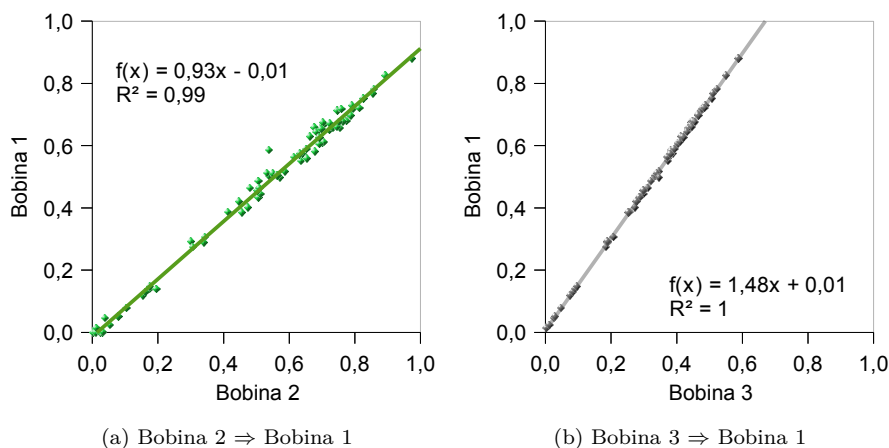 1,0
0,8
0,6
0,4
0,2
0,0
Bobina 1
f(x) = 0,93x - 0,01
R² = 0,99
0,0 0,2 0,4 0,6 0,8 1,0
Bobina 2
(a) Bobina 2 ⇒ Bobina 1
1,0
0,8
0,6
0,4
0,2
0,0
Bobina 1
f(x) = 1,48x + 0,01
R² = 1
0,0 0,2 0,4 0,6 0,8 1,0
Bobina 3
(b) Bobina 3 ⇒ Bobina 1